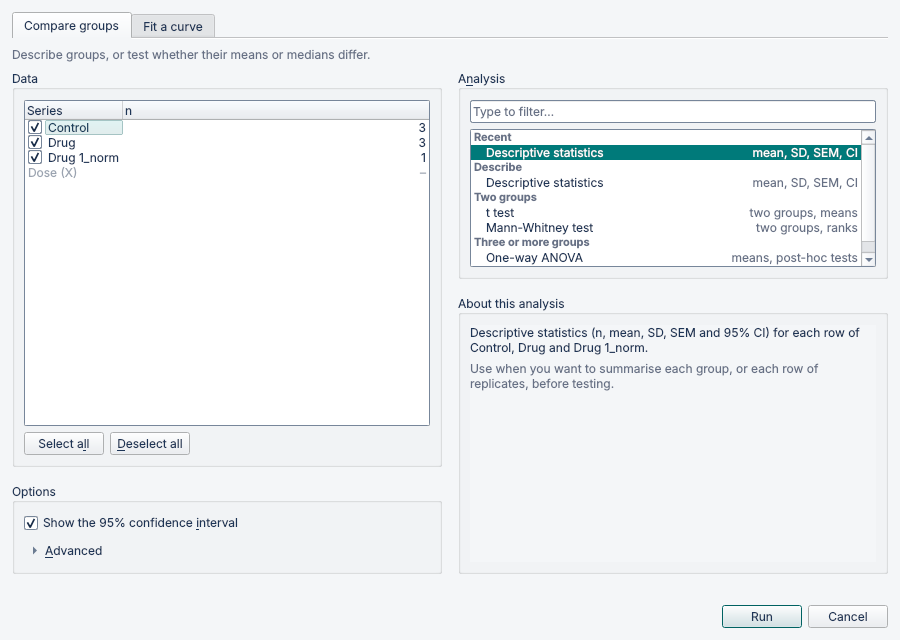 Compare groups
Fit a curve
Describe groups, or test whether their means or medians differ.
Data
Series n
Control 3
Drug 3
Drug 1_norm 1
Dose (X) –
Select all
Deselect all
Options
Show the 95% confidence interval
Advanced
Analysis
Type to filter...
Recent
Descriptive statistics mean, SD, SEM, CI
Describe
Descriptive statistics mean, SD, SEM, CI
Two groups
t test two groups, means
Mann-Whitney test two groups, ranks
Three or more groups
One-way ANOVA means, post-hoc tests
About this analysis
Descriptive statistics (n, mean, SD, SEM and 95% CI) for each row of
Control, Drug and Drug 1_norm.
Use when you want to summarise each group, or each row of
replicates, before testing.
Run
Cancel